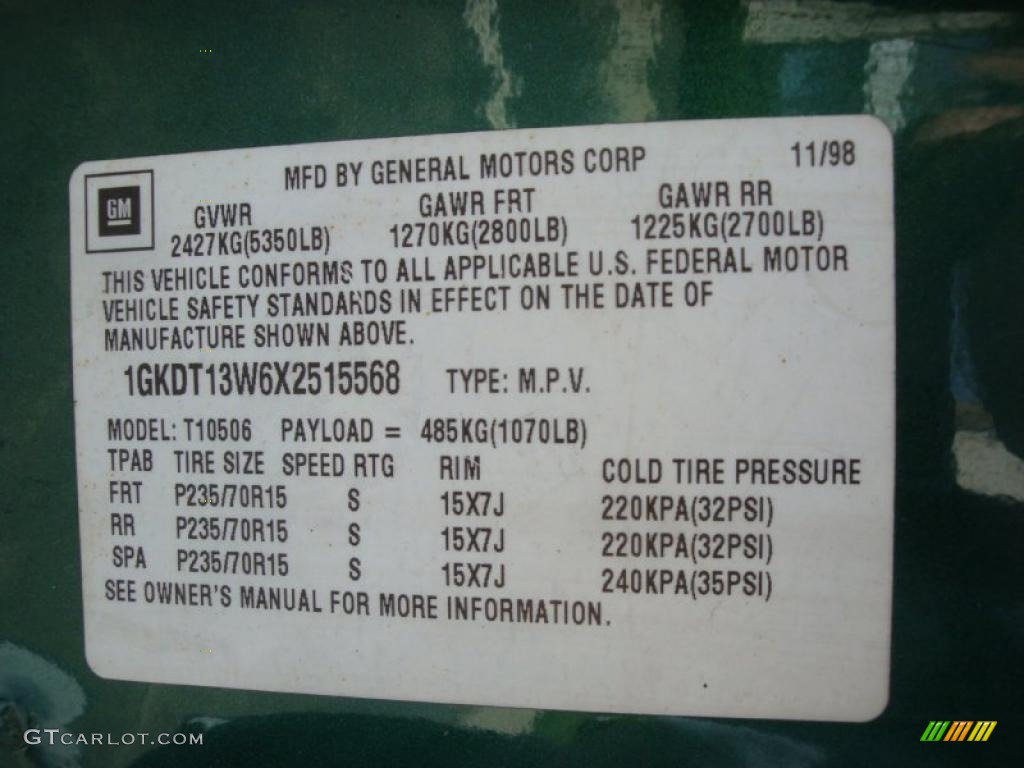 MFD BY GENERAL MOTORS CORP 11/98
GM
GVWR GAWR FRT GAWR RR
2427KG(5350LB) 1270KG(2800LB) 1225KG(2700LB)
THIS VEHICLE CONFORMS TO ALL APPLICABLE U.S. FEDERAL MOTOR
VEHICLE SAFETY STANDARDS IN EFFECT ON THE DATE OF
MANUFACTURE SHOWN ABOVE.
1GKDT13W6X2515568 TYPE: M.P.V.
MODEL: T10506 PAYLOAD = 485KG(1070LB)
TPAB TIRE SIZE SPEED RTG RIM COLD TIRE PRESSURE
FRT P235/70R15 S 15X7J 220KPA(32PSI)
RR P235/70R15 S 15X7J 220KPA(32PSI)
SPA P235/70R15 S 15X7J 240KPA(35PSI)
SEE OWNER'S MANUAL FOR MORE INFORMATION.
GTCARLOT.COM